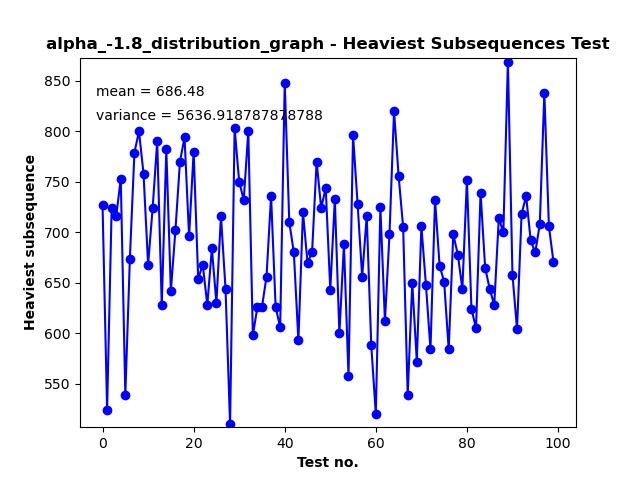 alpha_-1.8_distribution_graph - Heaviest Subsequences Test
mean = 686.48
variance = 5636.918787878788
Heaviest subsequence
850
800
750
700
650
600
550
0 20 40 60 80 100
Test no.